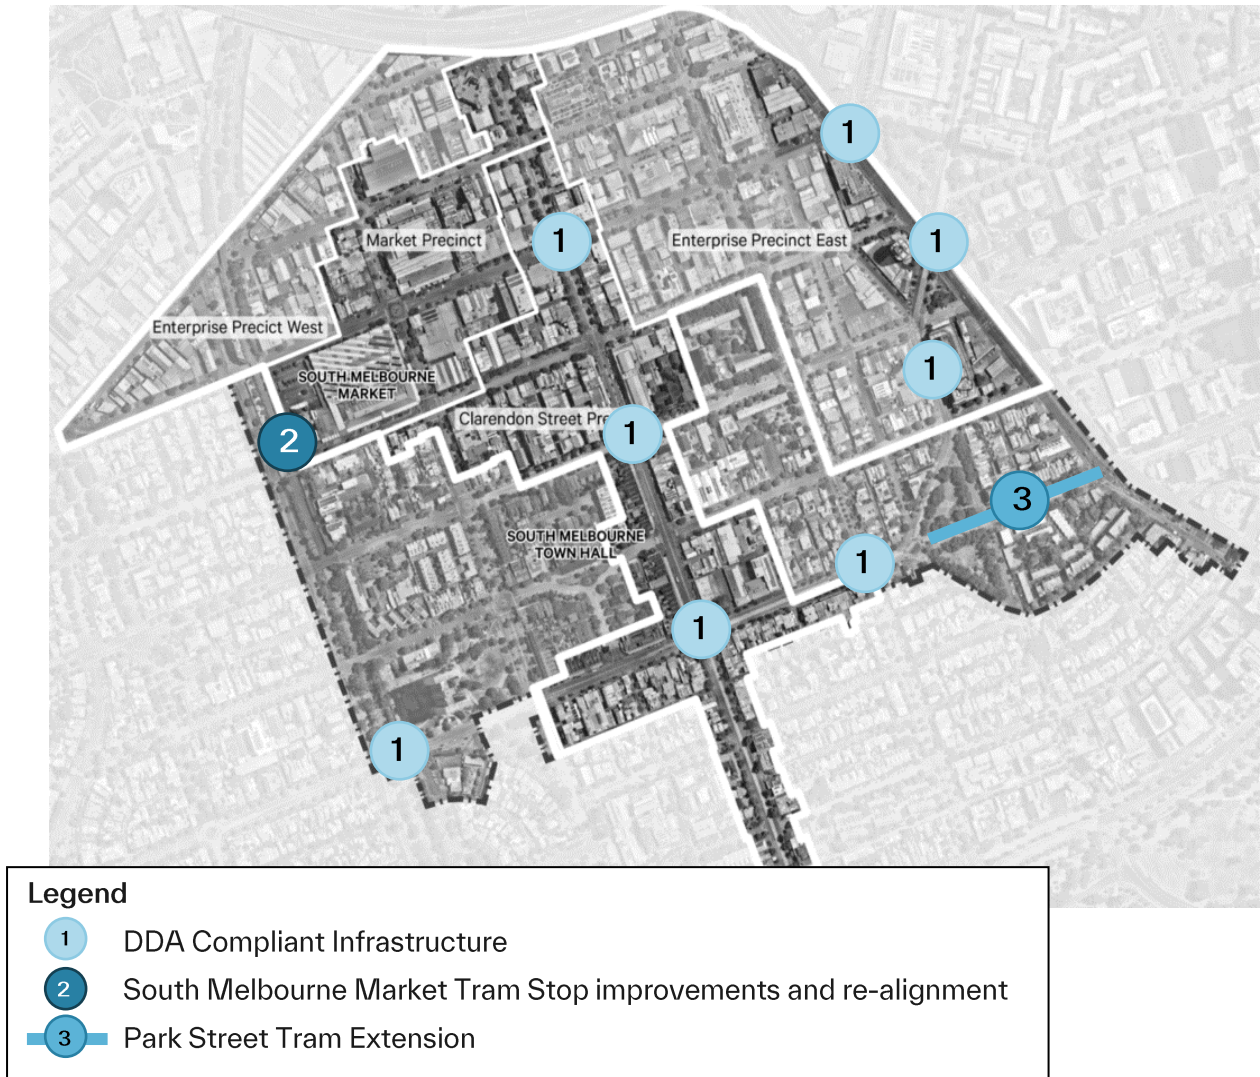 1
1
Market Precinct
1
Enterprise Precinct East
1
Enterprise Precict West
SOUTH MELBOURNE
MARKET
1
Clarendon Street Pre
1
2
3
SOUTH MELBOURNE
TOWN HALL
1
1
1
Legend
1 DDA Compliant Infrastructure
2 South Melbourne Market Tram Stop improvements and re-alignment
3 Park Street Tram Extension